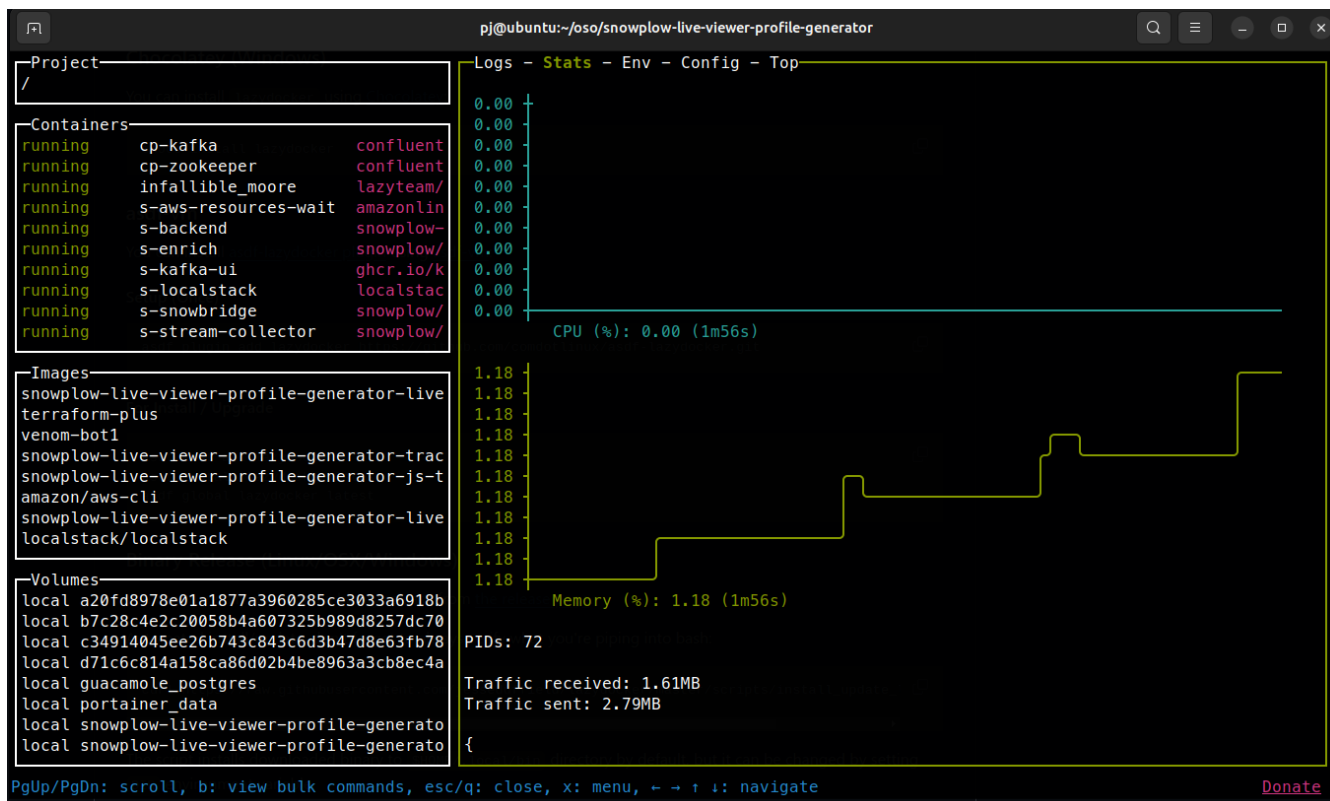 pj@ubuntu:~/oso/snowplow-live-viewer-profile-generator
Project
/
Containers
running cp-kafka confluent
running cp-zookeeper confluent
running infallible_moore lazyteam/
running s-aws-resources-wait amazonlin
running s-backend snowplow-
running s-enrich snowplow/
running s-kafka-ui ghcr.io/k
running s-localstack localstac
running s-snowbridge snowplow/
running s-stream-collector snowplow/
Images
snowplow-live-viewer-profile-generator-live
terraform-plus
venom-bot1
snowplow-live-viewer-profile-generator-trac
snowplow-live-viewer-profile-generator-js-t
amazon/aws-cli
snowplow-live-viewer-profile-generator-live
localstack/localstack
Volumes
local a20fd8978e01a1877a3960285ce3033a6918b
local b7c28c4e2c20058b4a607325b989d8257dc70
local c34914045ee26b743c843c6d3b47d8e63fb78
local d71c6c814a158ca86d02b4be8963a3cb8ec4a
local guacamole_postgres
local portainer_data
local snowplow-live-viewer-profile-generato
local snowplow-live-viewer-profile-generato
Logs - Stats - Env - Config - Top
0.00
0.00
0.00
0.00
0.00
0.00
0.00
0.00
0.00
0.00
0.00
CPU (%): 0.00 (1m56s)
1.18
1.18
1.18
1.18
1.18
1.18
1.18
1.18
1.18
1.18
1.18
Memory (%): 1.18 (1m56s)
PIDs: 72
Traffic received: 1.61MB
Traffic sent: 2.79MB
{
PgUp/PgDn: scroll, b: view bulk commands, esc/q: close, x: menu, ← → ↑ ↓: navigate
Donate